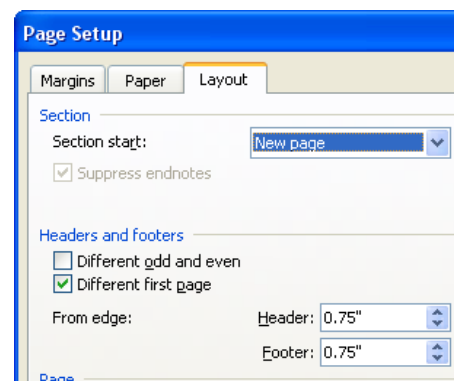 Page Setup
Margins Paper Layout
Section
Section start: New page
Suppress endnotes
Headers and footers
Different odd and even
Different first page
From edge: Header: 0.75"
Footer: 0.75"
Page